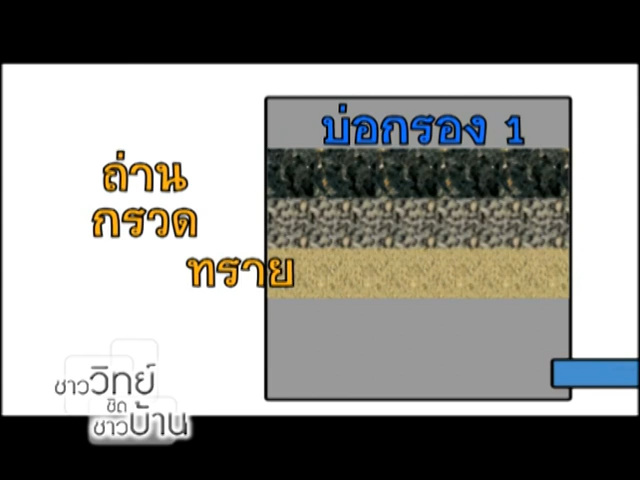 บ่อกรอง 1
ถ่าน
กรวด
ทราย
ชาววิทย์
ชิด
ชาวบ้าน